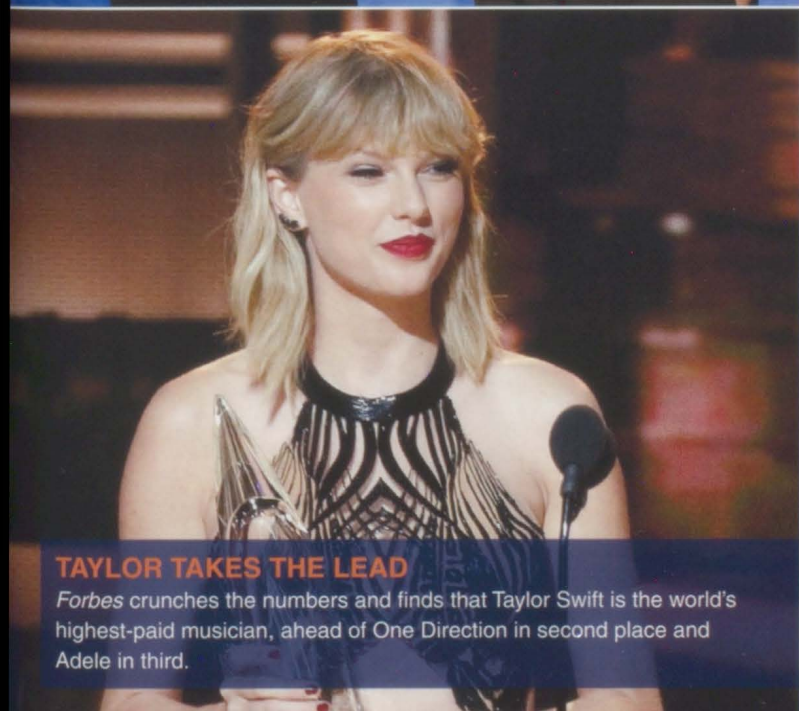 TAYLOR TAKES THE LEAD
Forbes crunches the numbers and finds that Taylor Swift is the world's
highest-paid musician, ahead of One Direction in second place and
Adele in third.